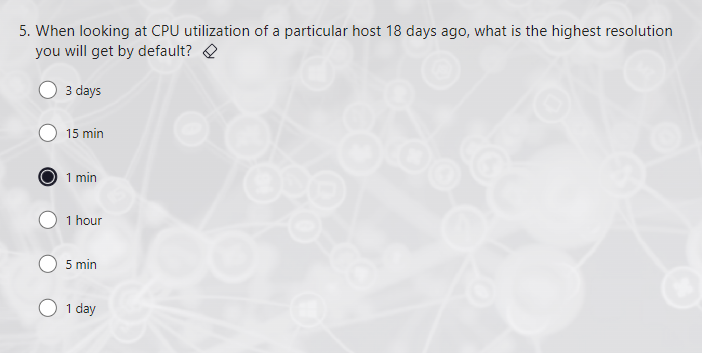 5. When looking at CPU utilization of a particular host 18 days ago, what is the highest resolution
you will get by default?
3 days
15 min
1 min
1 hour
5 min
1 day